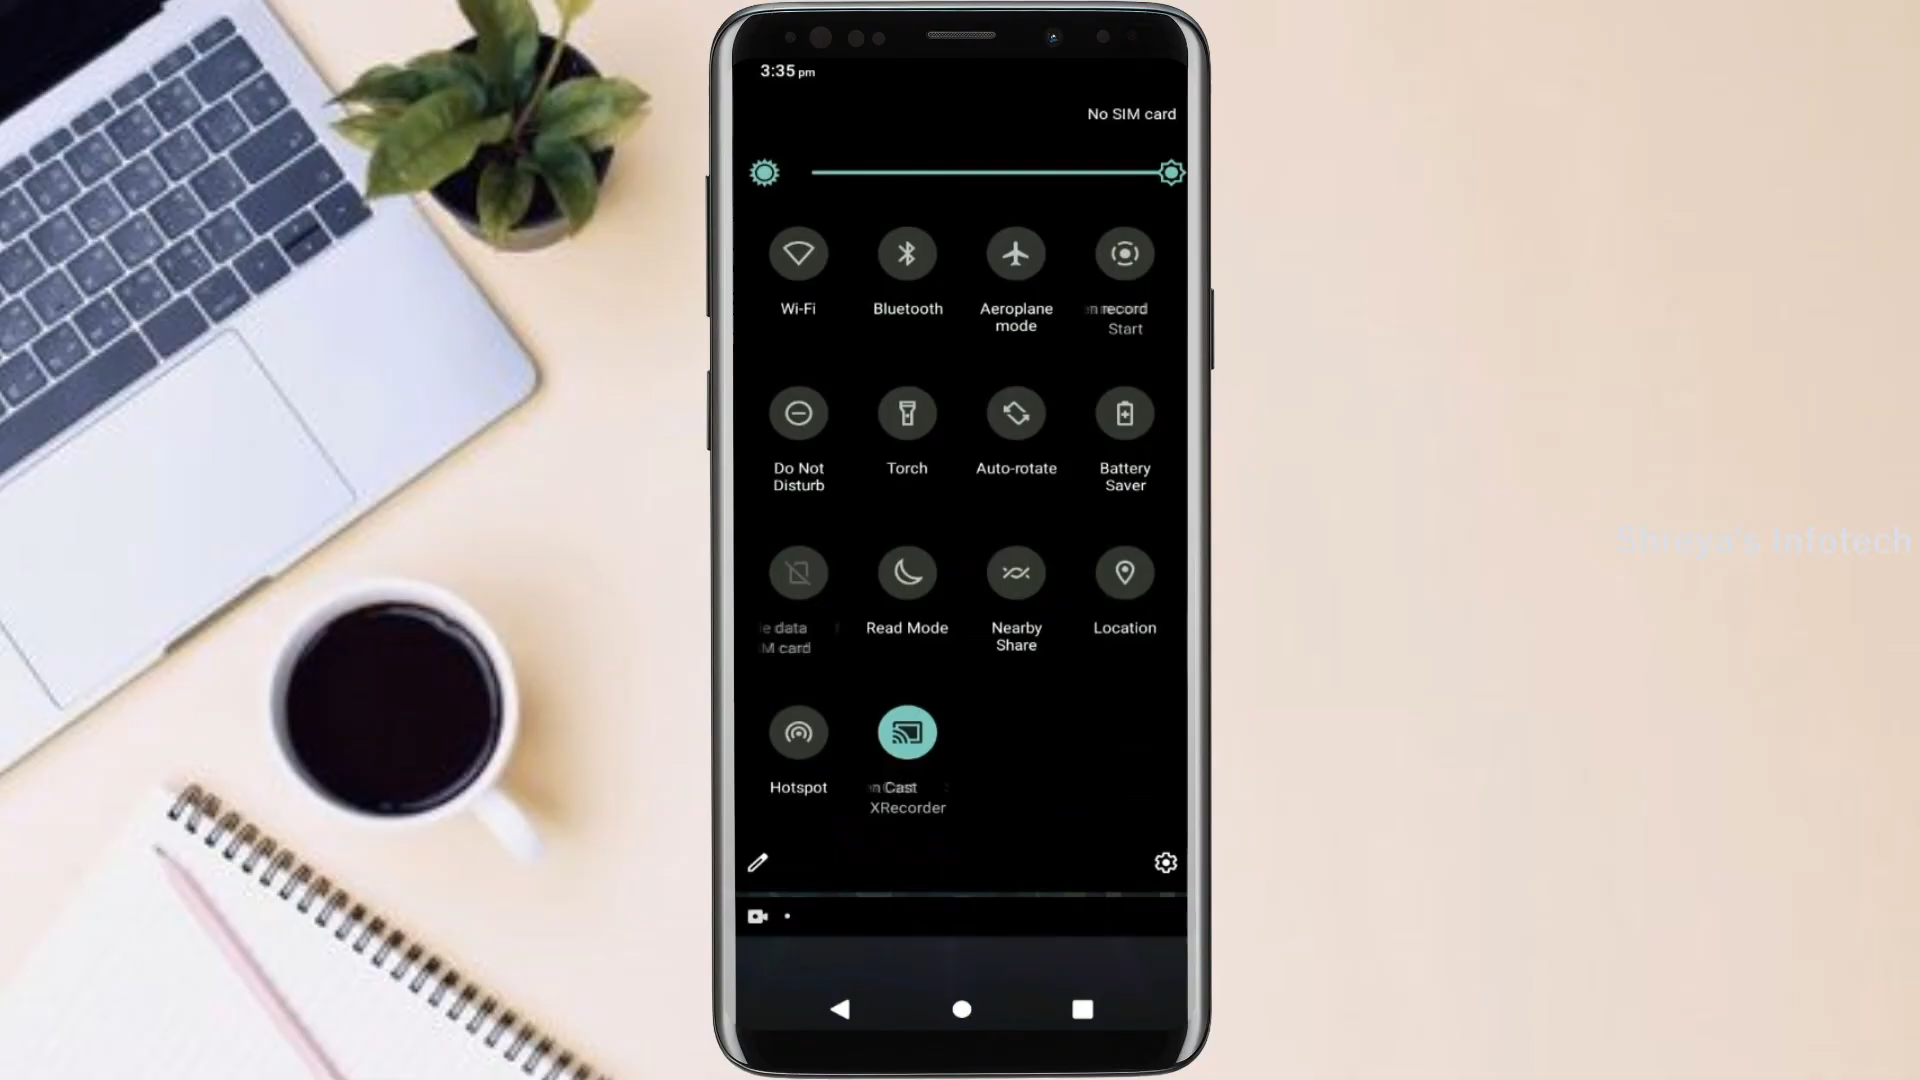 3:35 pm
No SIM card
Wi-Fi
Bluetooth
Aeroplane
mode
record
Start
Do Not
Disturb
Torch
Auto-rotate
Battery
Saver
data
card
Read Mode
Nearby
Share
Location
Hotspot
Cast
XRecorder
Shreya's Infotech